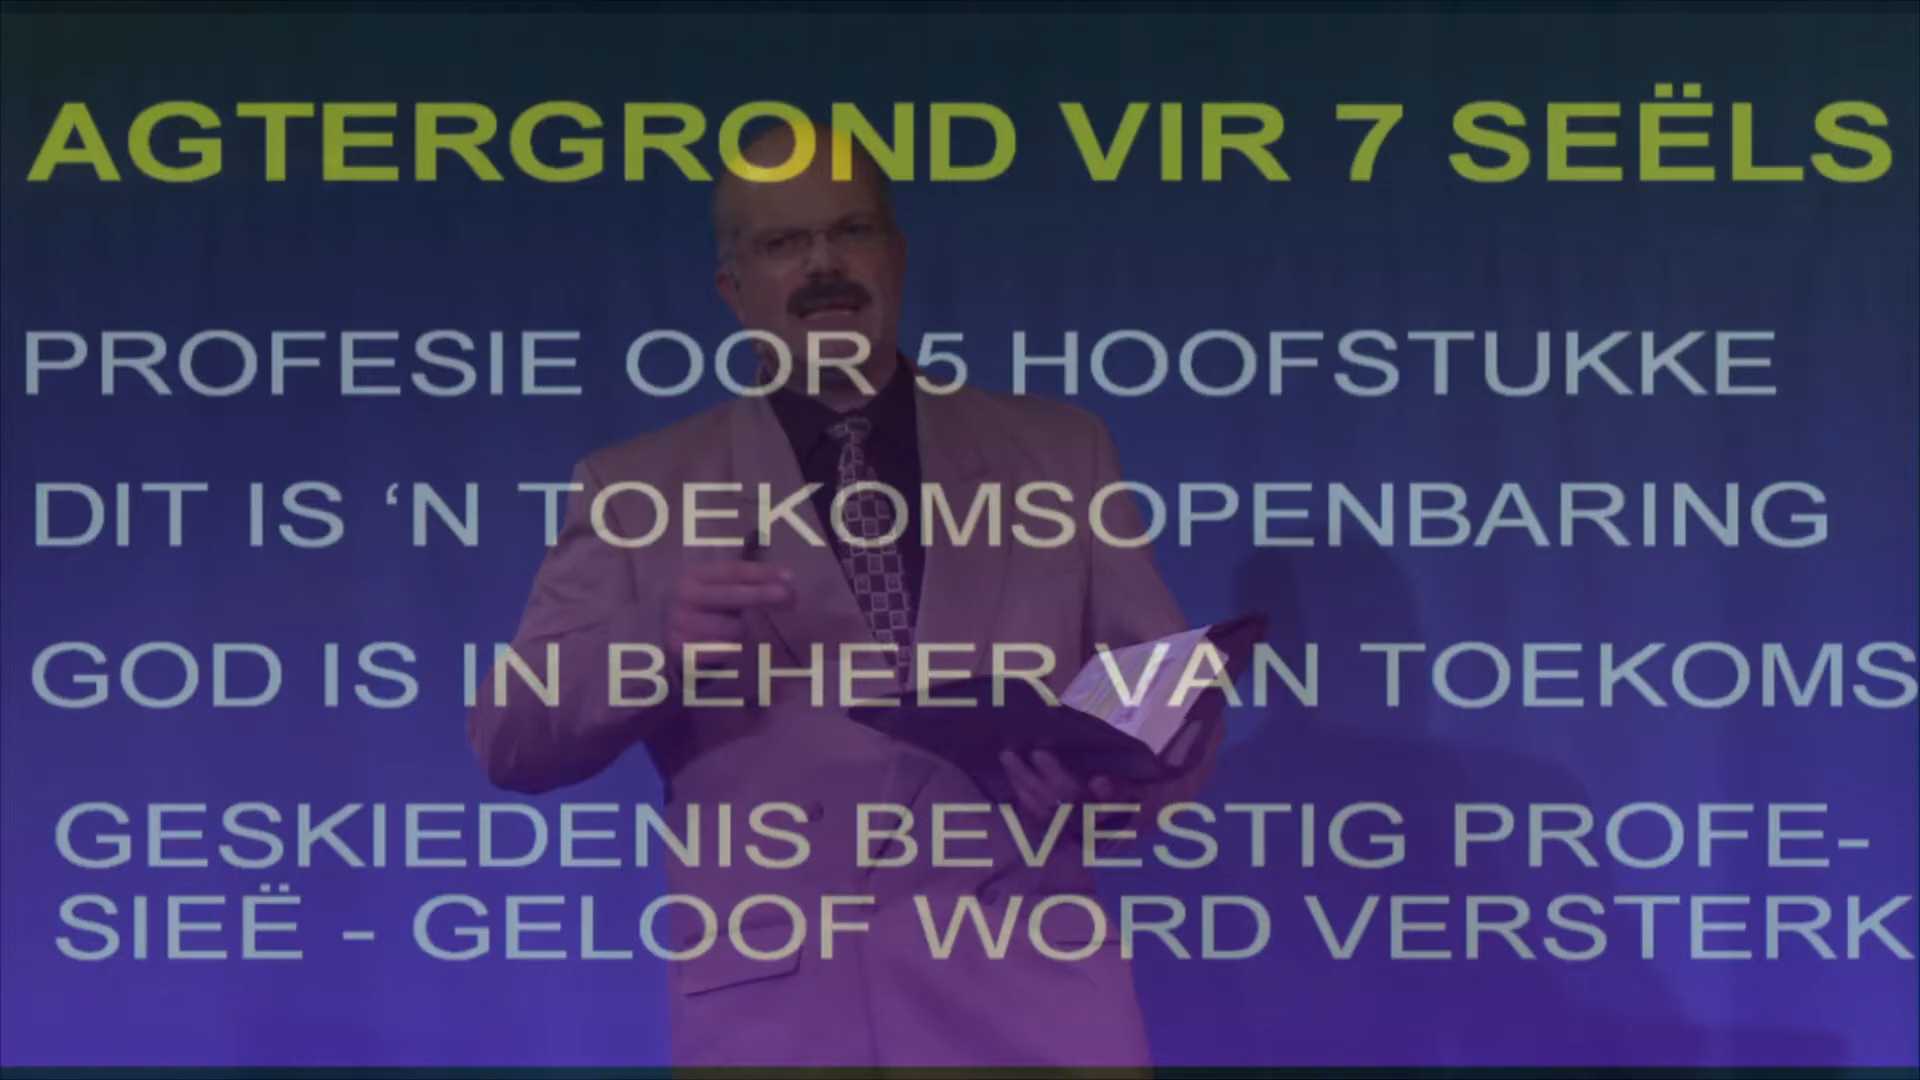 AGTERGROND VIR 7 SEËLS
PROFESIE OOR 5 HOOFSTUKKE
DIT IS ‘N TOEKOMSOPENBARING
GOD IS IN BEHEER VAN TOEKOMS
GESKIEDENIS BEVESTIG PROFE-
SIEË - GELOOF WORD VERSTERK